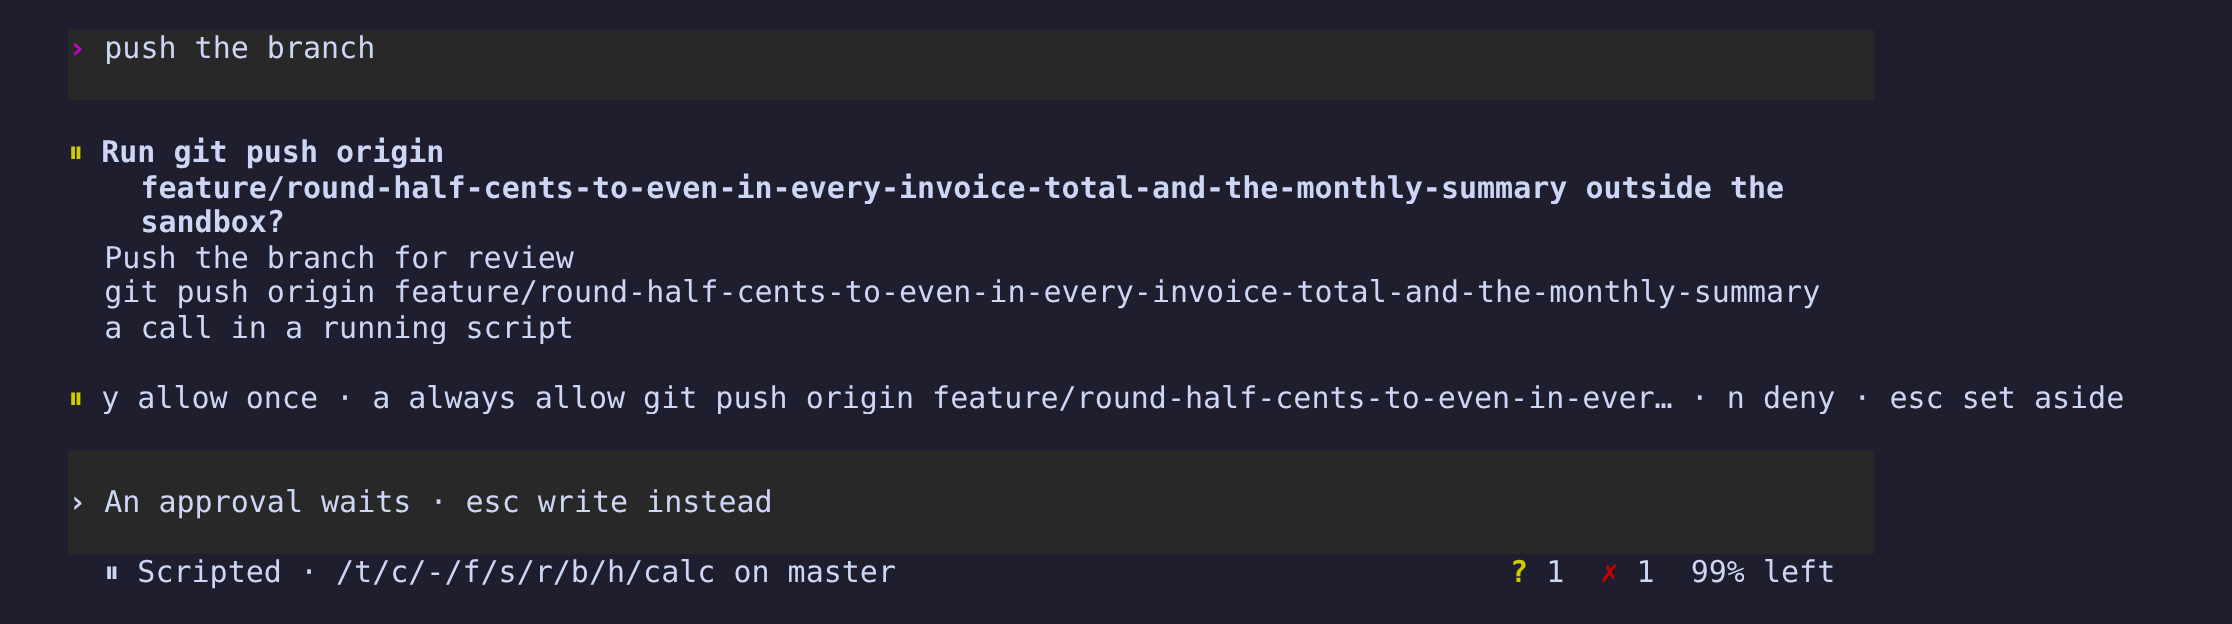 › push the branch
⏸ Run git push origin
feature/round-half-cents-to-even-in-every-invoice-total-and-the-monthly-summary outside the
sandbox?
Push the branch for review
git push origin feature/round-half-cents-to-even-in-every-invoice-total-and-the-monthly-summary
a call in a running script
⏸ y allow once · a always allow git push origin feature/round-half-cents-to-even-in-ever… · n deny · esc set aside
› An approval waits · esc write instead
⏸ Scripted · /t/c/-/f/s/r/b/h/calc on master ? 1 ✗ 1 99% left